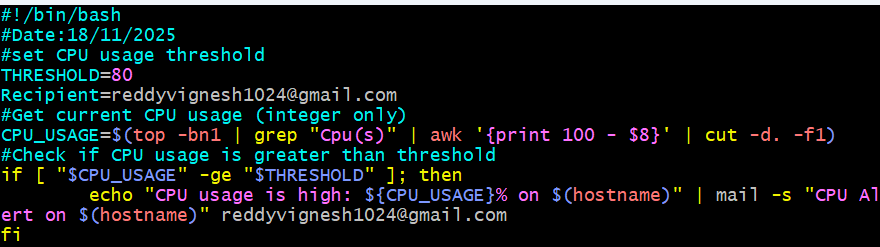 #!/bin/bash
#Date:18/11/2025
#set CPU usage threshold
THRESHOLD=80
Recipient=reddyvignesh1024@gmail.com
#Get current CPU usage (integer only)
CPU_USAGE=$(top -bn1 | grep "Cpu(s)" | awk '{print 100 - $8}' | cut -d. -f1)
#Check if CPU usage is greater than threshold
if [ "$CPU_USAGE" -ge "$THRESHOLD" ]; then
        echo "CPU usage is high: ${CPU_USAGE}% on $(hostname)" | mail -s "CPU Al
ert on $(hostname)" reddyvignesh1024@gmail.com
fi